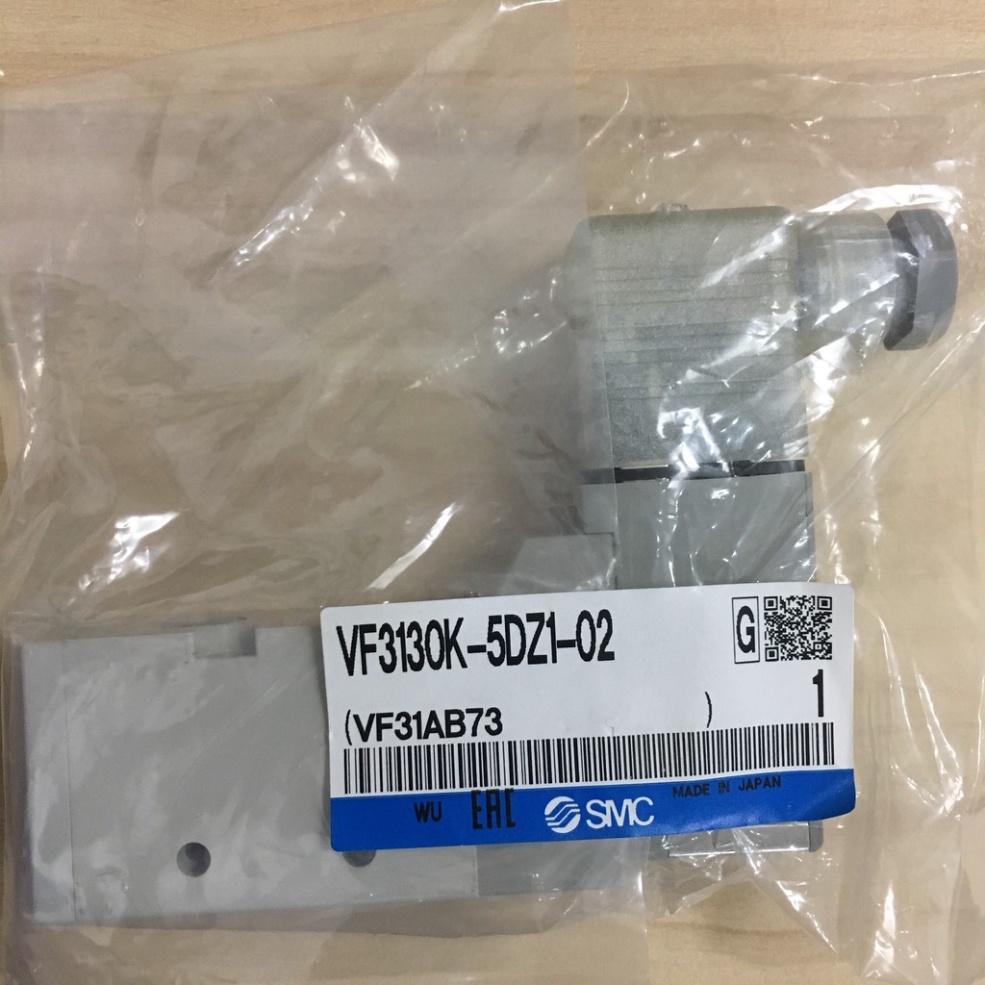 VF3130K-5DZ1-02
G
(VF31AB73 )
1
WU EAC SMC MADE IN JAPAN